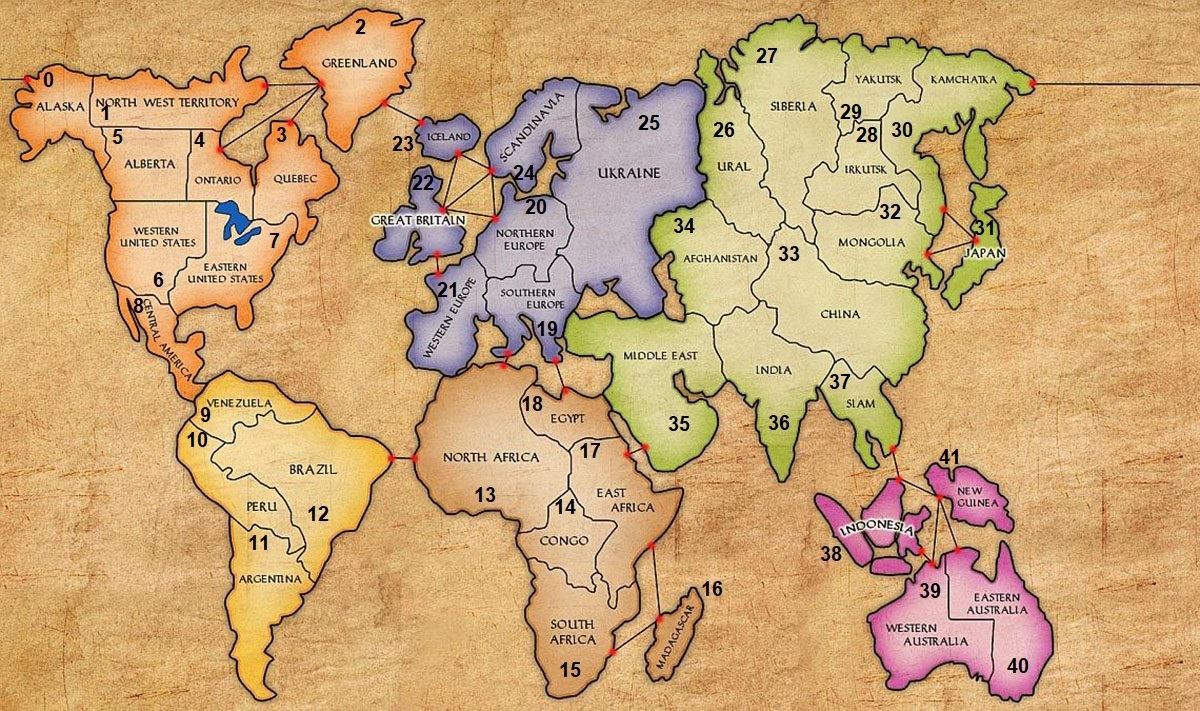 0
ALASKA
1
NORTH WEST TERRITORY
2
GREENLAND
5
ALBERTA
4
ONTARIO
3
QUEBEC
WESTERN
UNITED STATES
6
7
EASTERN
UNITED STATES
8
CENTRAL AMERICA
9
VENEZUELA
10
PERU
BRAZIL
12
11
ARGENTINA
23
ICELAND
24
SCANDINAVIA
25
UKRAINE
22
GREAT BRITAIN
20
NORTHERN
EUROPE
21
WESTERN EUROPE
SOUTHERN
EUROPE
19
NORTH AFRICA
13
18
EGYPT
17
EAST
AFRICA
14
CONGO
SOUTH
AFRICA
15
16
MADAGASCAR
26
URAL
27
SIBERIA
YAKUTSK
29
KAMCHATKA
28
30
IRKUTSK
32
MONGOLIA
31
JAPAN
34
AFGHANISTAN
33
CHINA
MIDDLE EAST
35
INDIA
36
37
SIAM
38
INDONESIA
41
NEW
GUINEA
39
WESTERN
AUSTRALIA
EASTERN
AUSTRALIA
40